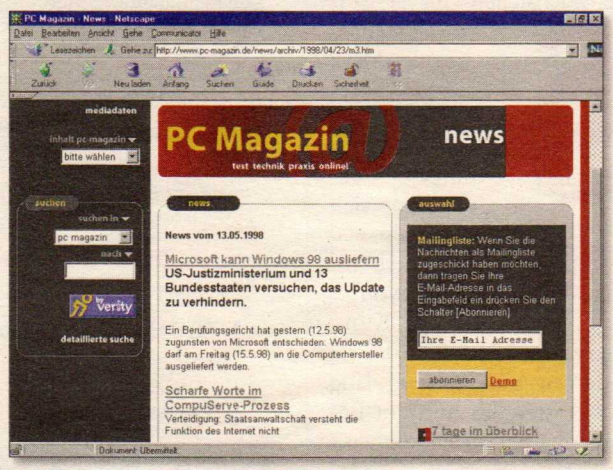 PC Magazin - News - Netscape
Datei Bearbeiten Ansicht Gehe Communicator Hilfe
Lesezeichen Gehe zu: http://www.pc-magazin.de/news/archiv/1998/04/23/m3.htm
Zurück Neu laden Anfang Suchen Guide Drucken Sicherheit
mediadaten
inhalt pc-magazin
bitte wählen
suchen
suchen in
pc magazin
nach
by verity
detaillierte suche
PC Magazin
test technik praxis online!
news
news
News vom 13.05.1998
Microsoft kann Windows 98 ausliefern
US-Justizministerium und 13
Bundesstaaten versuchen, das Update
zu verhindern.
Ein Berufungsgericht hat gestern (12.5.98)
zugunsten von Microsoft entschieden. Windows 98
darf am Freitag (15.5.98) an die Computerhersteller
ausgeliefert werden.
Scharfe Worte im
CompuServe-Prozess
Verteidigung: Staatsanwaltschaft versteht die
Funktion des Internet nicht
auswahl
Mailingliste: Wenn Sie die
Nachrichten als Mailingliste
zugeschickt haben möchten,
dann tragen Sie Ihre
E-Mail-Adresse in das
Eingabefeld ein drücken Sie den
Schalter [Abonnieren]
Ihre E-Mail Adresse
abonnieren Demo
7 tage im überblick
Dokument: Übermittelt